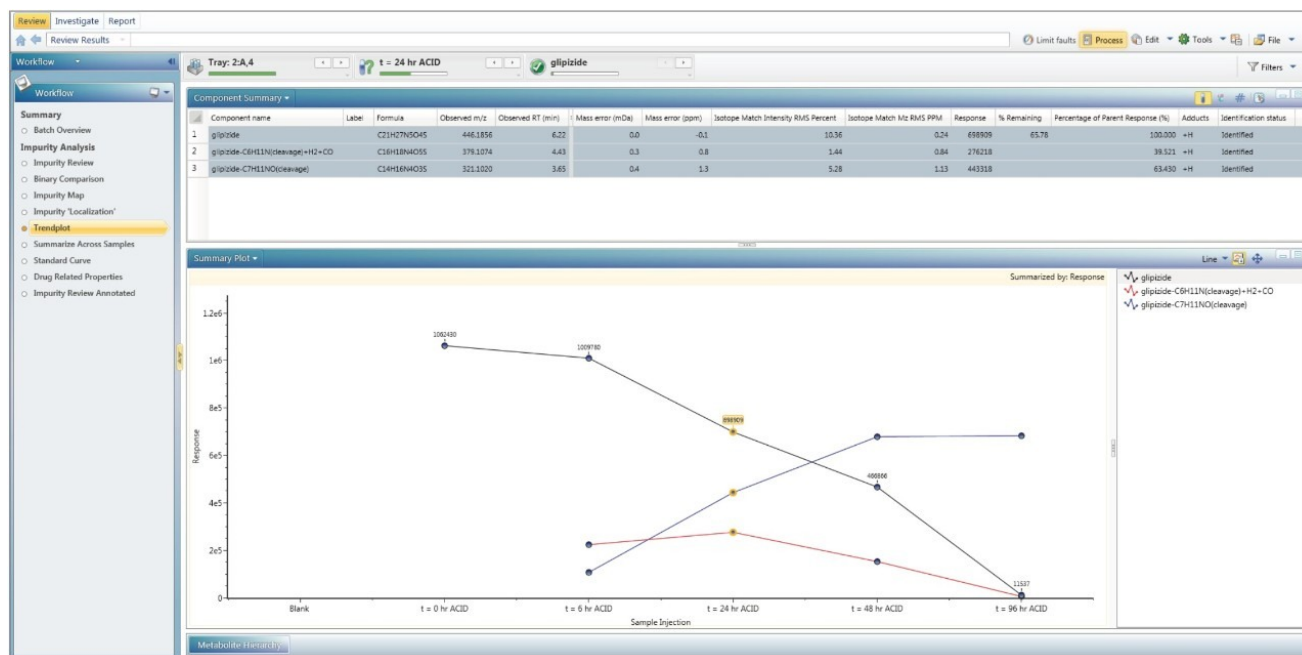 Review Investigate Report
Review Results
Limit faults Process Edit Tools File
Workflow
Tray: 2:A,4 t = 24 hr ACID glipizide Filters
Workflow
Summary
Batch Overview
Impurity Analysis
Impurity Review
Binary Comparison
Impurity Map
Impurity 'Localization'
Trendplot
Summarize Across Samples
Standard Curve
Drug Related Properties
Impurity Review Annotated
Component Summary
Component name Label Formula Observed m/z Observed RT (min) Mass error (mDa) Mass error (ppm) Isotope Match Intensity RMS Percent Isotope Match Mz RMS PPM Response % Remaining Percentage of Parent Response (%) Adducts Identification status
1 glipizide C21H27N5O4S 446.1856 6.22 0.0 -0.1 10.36 0.24 698909 65.78 100.000 +H Identified
2 glipizide-C6H11N(cleavage)+H2+CO C16H18N4O5S 379.1074 4.43 0.3 0.8 1.44 0.84 276218 39.521 +H Identified
3 glipizide-C7H11NO(cleavage) C14H16N4O3S 321.1020 3.65 0.4 1.3 5.28 1.13 443318 63.430 +H Identified
Summary Plot
Line
Summarized by: Response
glipizide
glipizide-C6H11N(cleavage)+H2+CO
glipizide-C7H11NO(cleavage)
1.2e6
1e6
8e5
6e5
4e5
2e5
0
Response
1062430
1009780
698909
466866
11537
Blank t = 0 hr ACID t = 6 hr ACID t = 24 hr ACID t = 48 hr ACID t = 96 hr ACID
Sample Injection
Metabolite Hierarchy